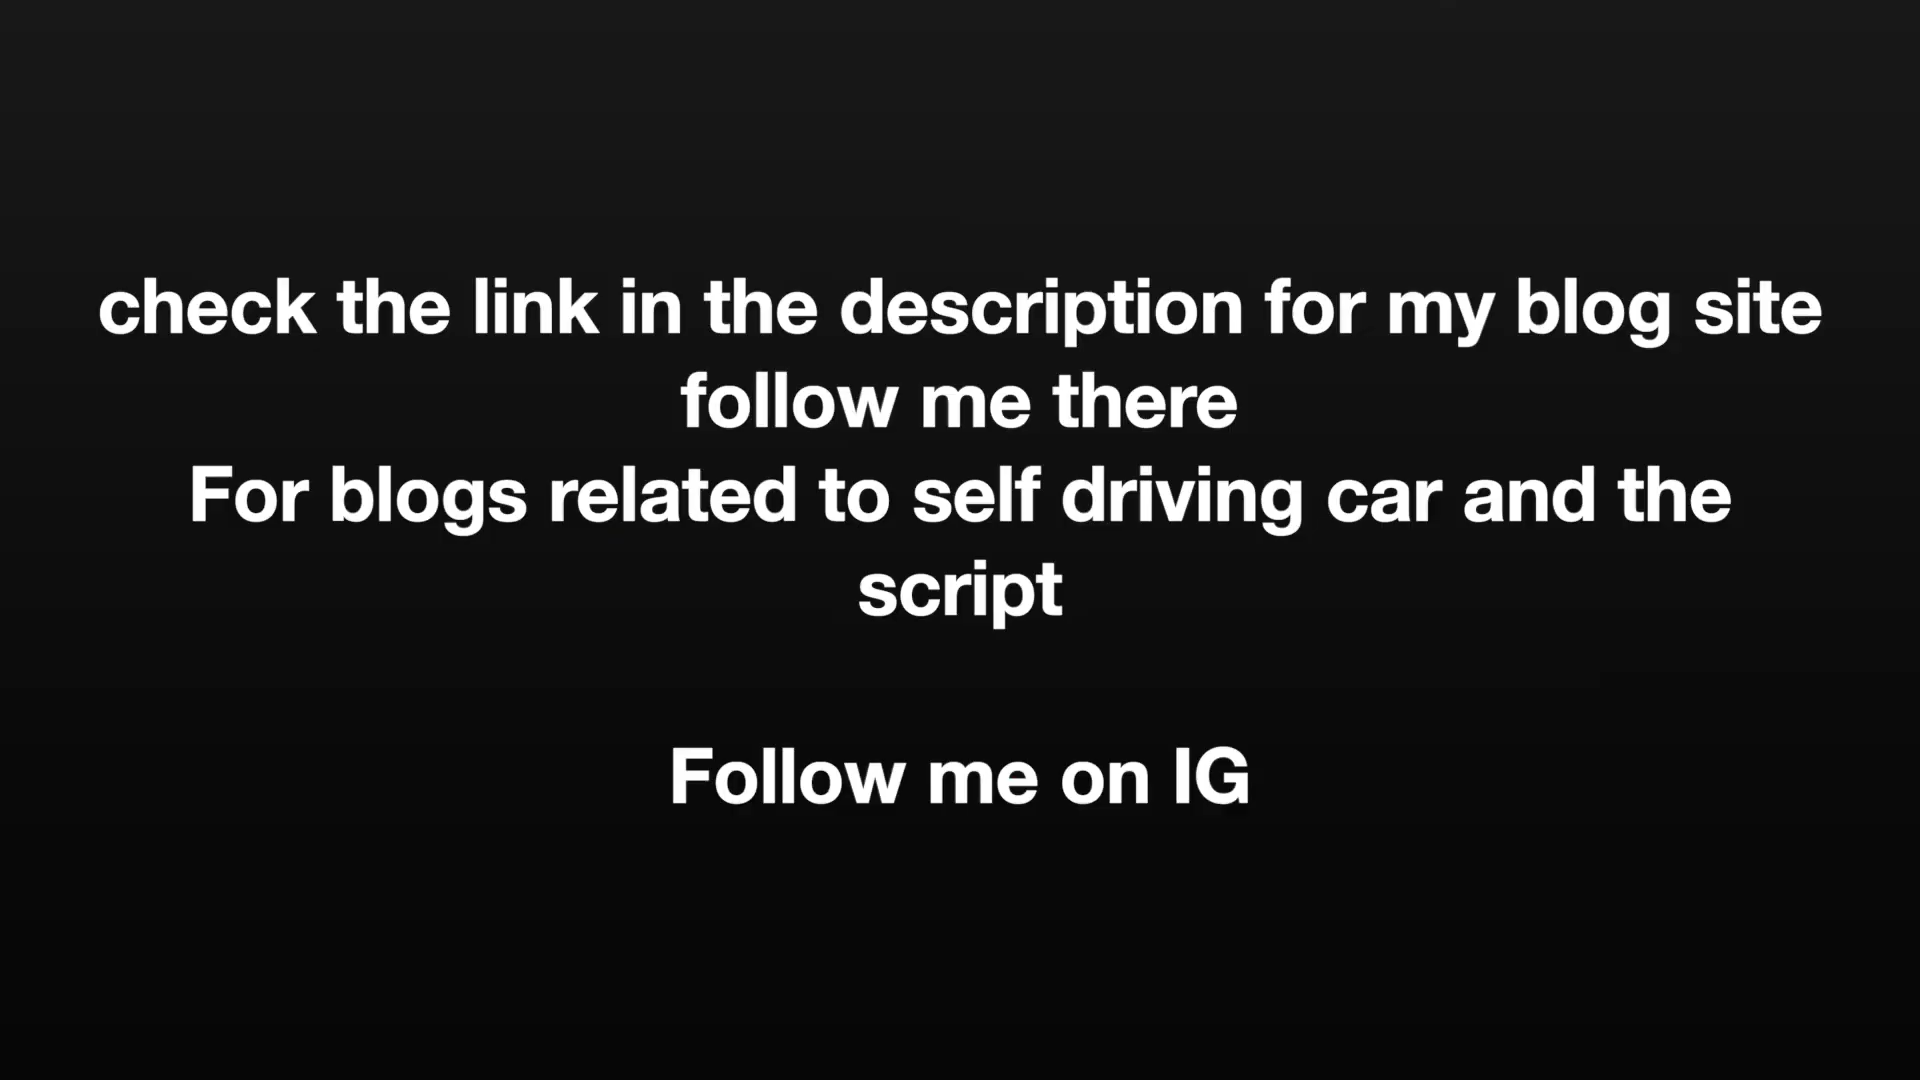 check the link in the description for my blog site
follow me there
For blogs related to self driving car and the
script
Follow me on IG